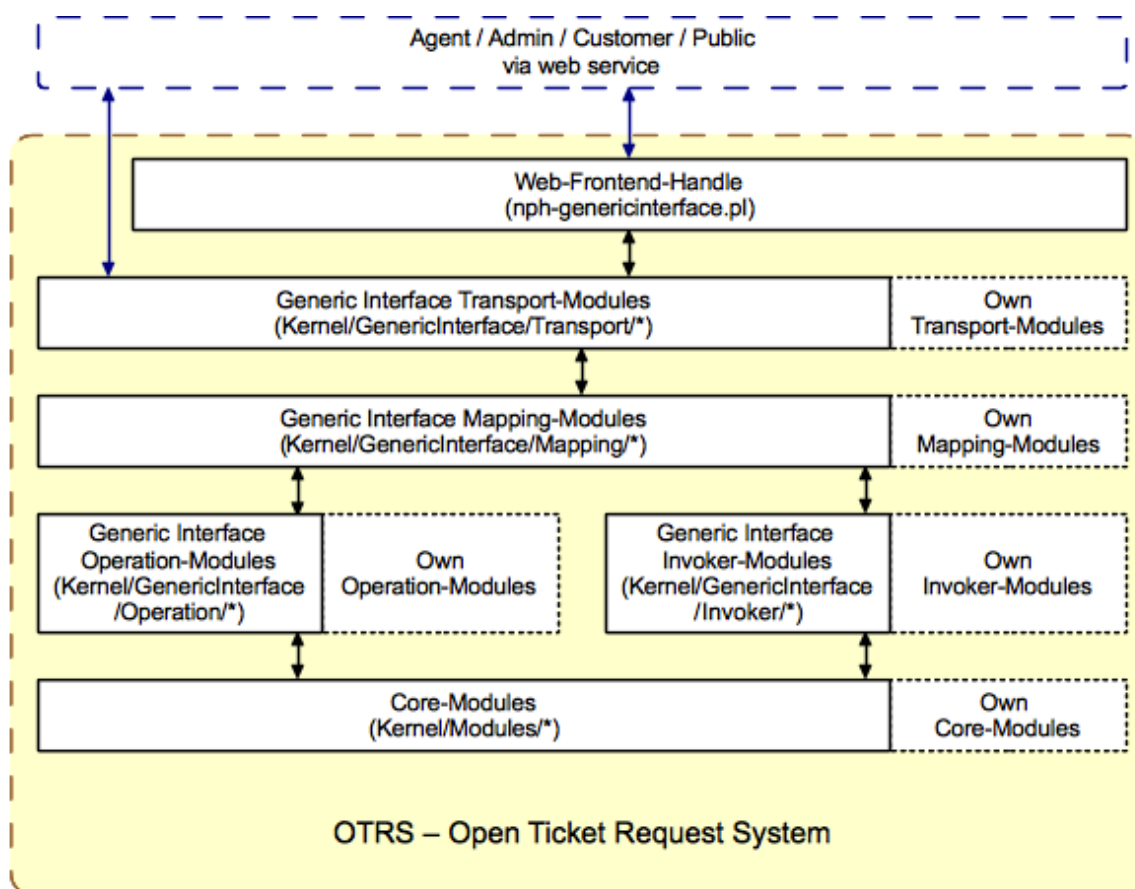 Agent / Admin / Customer / Public
via web service
Web-Frontend-Handle
(nph-genericinterface.pl)
Generic Interface Transport-Modules
(Kernel/GenericInterface/Transport/*)
Own
Transport-Modules
Generic Interface Mapping-Modules
(Kernel/GenericInterface/Mapping/*)
Own
Mapping-Modules
Generic Interface
Operation-Modules
(Kernel/GenericInterface
/Operation/*)
Own
Operation-Modules
Generic Interface
Invoker-Modules
(Kernel/GenericInterface
/Invoker/*)
Own
Invoker-Modules
Core-Modules
(Kernel/Modules/*)
Own
Core-Modules
OTRS – Open Ticket Request System